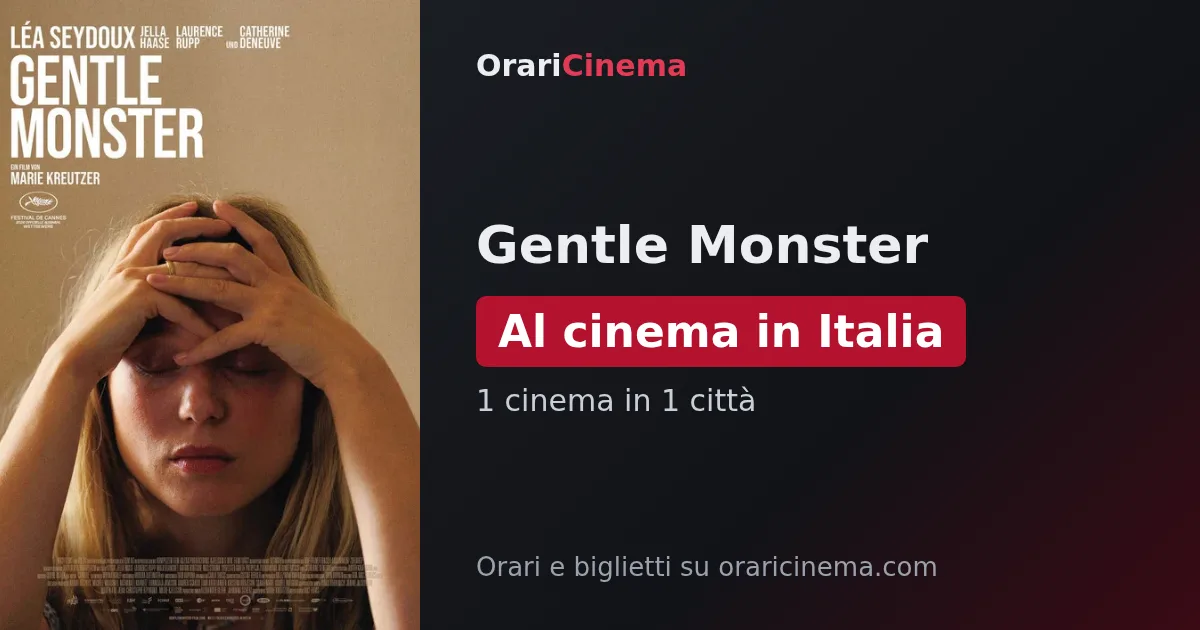 LÉA SEYDOUX JELLA HAASE LAURENCE RUPP UND CATHERINE DENEUVE
GENTLE
MONSTER
EIN FILM VON
MARIE KREUTZER
FESTIVAL DE CANNES
OrariCinema
Gentle Monster
Al cinema in Italia
1 cinema in 1 città
Orari e biglietti su oraricinema.com